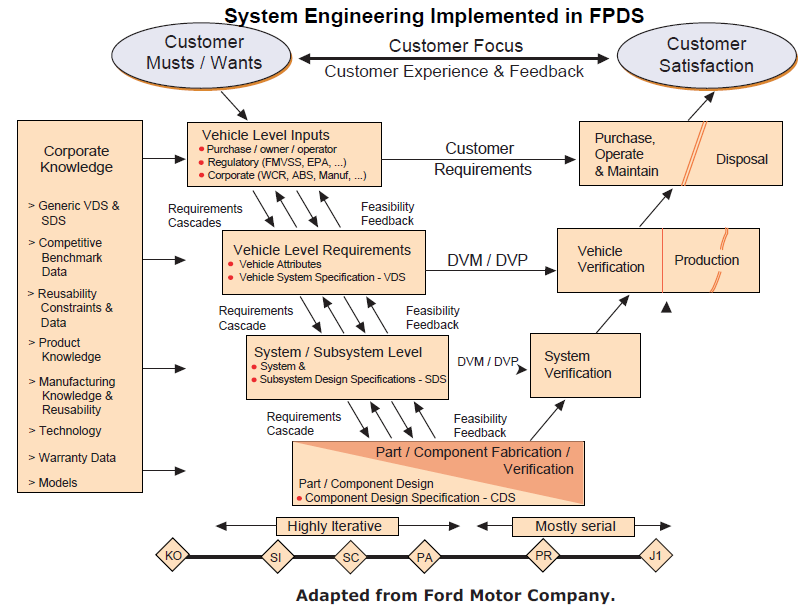 System Engineering Implemented in FPDS
Customer
Musts / Wants
Customer Focus
Customer Experience & Feedback
Customer
Satisfaction
Corporate
Knowledge
> Generic VDS &
SDS
> Competitive
Benchmark
Data
> Reusability
Constraints &
Data
> Product
Knowledge
> Manufacturing
Knowledge &
Reusability
> Technology
> Warranty Data
> Models
Vehicle Level Inputs
• Purchase / owner / operator
• Regulatory (FMVSS, EPA, ...)
• Corporate (WCR, ABS, Manuf, ...)
Customer
Requirements
Purchase,
Operate
& Maintain
Disposal
Requirements
Cascades
Feasibility
Feedback
Vehicle Level Requirements
• Vehicle Attributes
• Vehicle System Specification - VDS
DVM / DVP
Vehicle
Verification
Production
Requirements
Cascade
Feasibility
Feedback
System / Subsystem Level
• System &
• Subsystem Design Specifications - SDS
DVM / DVP
System
Verification
Requirements
Cascade
Feasibility
Feedback
Part / Component Fabrication /
Verification
Part / Component Design
• Component Design Specification - CDS
Highly Iterative
Mostly serial
KO
SI
SC
PA
PR
J1
Adapted from Ford Motor Company.